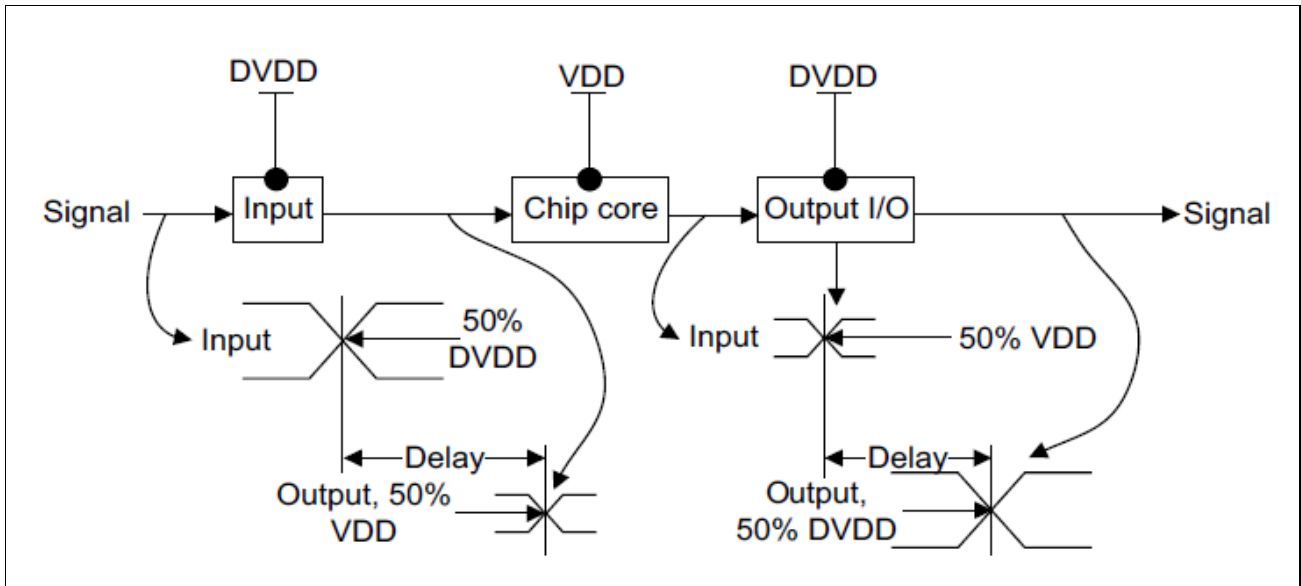 DVDD
VDD
DVDD
Signal
Input
Chip core
Output I/O
Signal
Input
50%
DVDD
Input
50% VDD
Delay
Output, 50%
VDD
Delay
Output,
50% DVDD